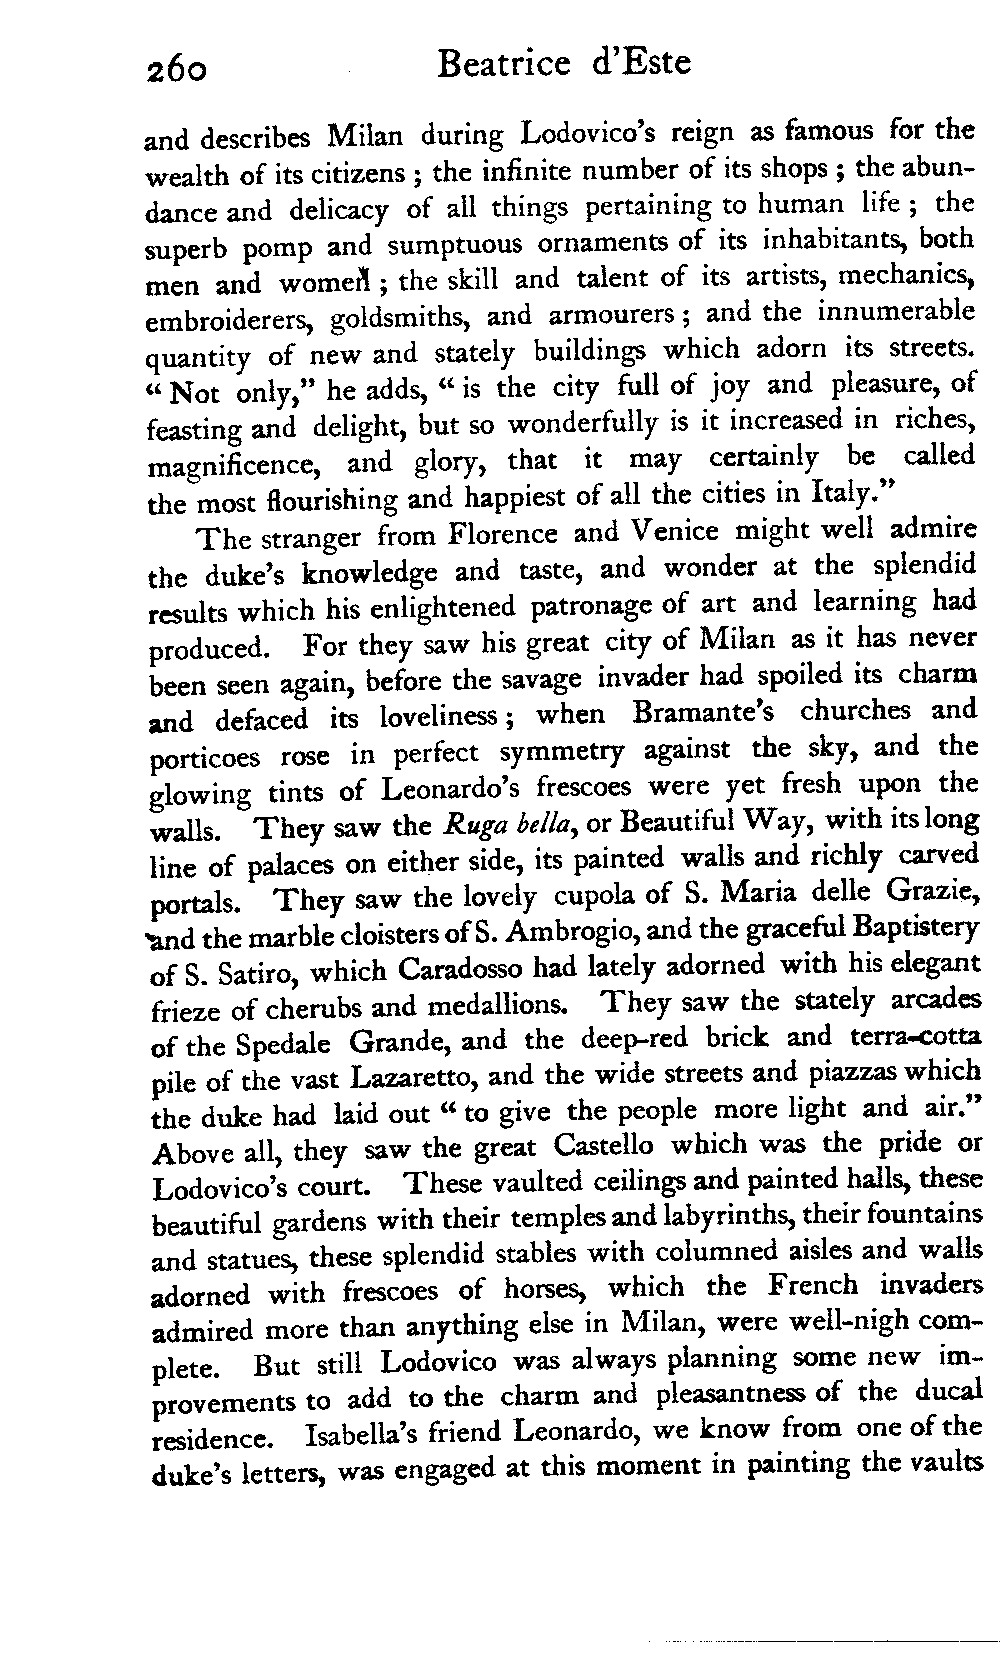 260 Beatrice d'Este
and describes Milan during Lodovico's reign as famous for the
wealth of its citizens ; the infinite number of its shops ; the abun-
dance and delicacy of all things pertaining to human life ; the
superb pomp and sumptuous ornaments of its inhabitants, both
men and women ; the skill and talent of its artists, mechanics,
embroiderers, goldsmiths, and armourers ; and the innumerable
quantity of new and stately buildings which adorn its streets.
" Not only," he adds, " is the city full of joy and pleasure, of
feasting and delight, but so wonderfully is it increased in riches,
magnificence, and glory, that it may certainly be called
the most flourishing and happiest of all the cities in Italy."
The stranger from Florence and Venice might well admire
the duke's knowledge and taste, and wonder at the splendid
results which his enlightened patronage of art and learning had
produced. For they saw his great city of Milan as it has never
been seen again, before the savage invader had spoiled its charm
and defaced its loveliness ; when Bramante's churches and
porticoes rose in perfect symmetry against the sky, and the
glowing tints of Leonardo's frescoes were yet fresh upon the
walls. They saw the Ruga bella, or Beautiful Way, with its long
line of palaces on either side, its painted walls and richly carved
portals. They saw the lovely cupola of S. Maria delle Grazie,
and the marble cloisters of S. Ambrogio, and the graceful Baptistery
of S. Satiro, which Caradosso had lately adorned with his elegant
frieze of cherubs and medallions. They saw the stately arcades
of the Spedale Grande, and the deep-red brick and terra-cotta
pile of the vast Lazaretto, and the wide streets and piazzas which
the duke had laid out " to give the people more light and air."
Above all, they saw the great Castello which was the pride or
Lodovico's court. These vaulted ceilings and painted halls, these
beautiful gardens with their temples and labyrinths, their fountains
and statues, these splendid stables with columned aisles and walls
adorned with frescoes of horses, which the French invaders
admired more than anything else in Milan, were well-nigh com-
plete. But still Lodovico was always planning some new im-
provements to add to the charm and pleasantness of the ducal
residence. Isabella's friend Leonardo, we know from one of the
duke's letters, was engaged at this moment in painting the vaults